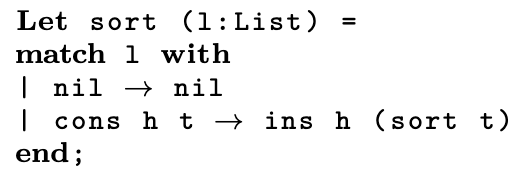 Let sort (l:List) =
match l with
| nil → nil
| cons h t → ins h (sort t)
end;